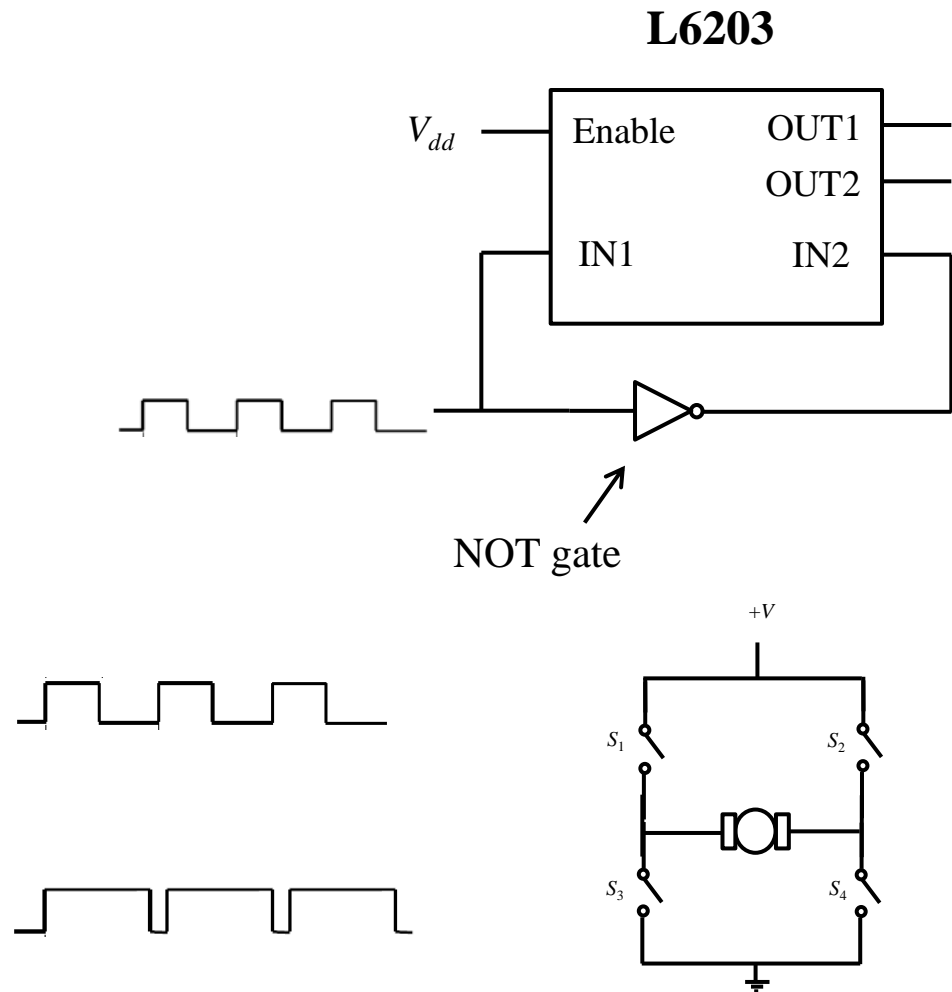 L6203
V_dd
Enable OUT1
OUT2
IN1 IN2
NOT gate
+V
S_1 S_2
S_3 S_4